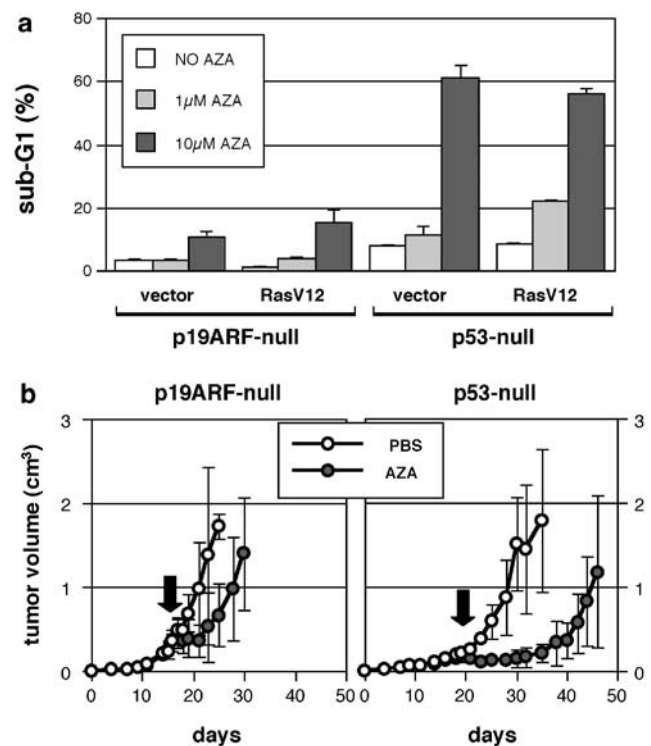 a
sub-G1 (%)
80
60
40
20
0
NO AZA
1µM AZA
10µM AZA
vector RasV12 vector RasV12
p19ARF-null p53-null
b
p19ARF-null p53-null
tumor volume (cm³)
3 3
2 2
1 1
0 0
PBS
AZA
0 10 20 30 40 50 0 10 20 30 40 50
days days